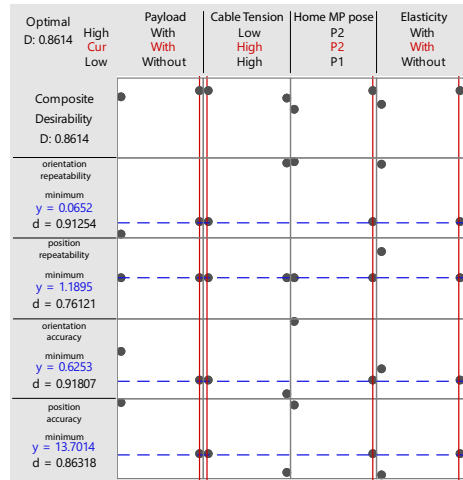 Optimal
D: 0.8614
High
Cur
Low
Payload
With
With
Without
Cable Tension
Low
High
High
Home MP pose
P2
P2
P1
Elasticity
With
With
Without
Composite
Desirability
D: 0.8614
orientation
repeatability
minimum
y = 0.0652
d = 0.91254
position
repeatability
minimum
y = 1.1895
d = 0.76121
orientation
accuracy
minimum
y = 0.6253
d = 0.91807
position
accuracy
minimum
y = 13.7014
d = 0.86318